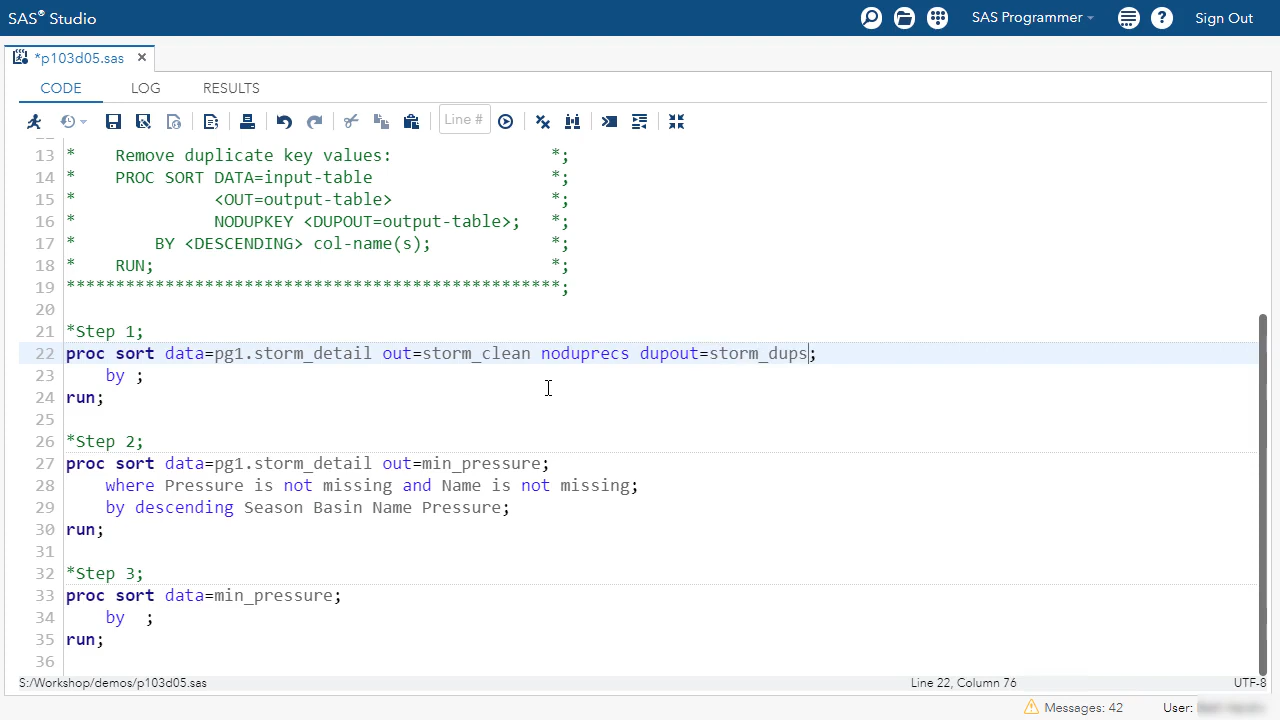 SAS® Studio
SAS Programmer
Sign Out
*p103d05.sas
CODE LOG RESULTS
Line #
13 * Remove duplicate key values: *;
14 * PROC SORT DATA=input-table *;
15 * <OUT=output-table> *;
16 * NODUPKEY <DUPOUT=output-table>; *;
17 * BY <DESCENDING> col-name(s); *;
18 * RUN; *;
19 **************************************************;
20
21 *Step 1;
22 proc sort data=pg1.storm_detail out=storm_clean noduprecs dupout=storm_dups;
23 by ;
24 run;
25
26 *Step 2;
27 proc sort data=pg1.storm_detail out=min_pressure;
28 where Pressure is not missing and Name is not missing;
29 by descending Season Basin Name Pressure;
30 run;
31
32 *Step 3;
33 proc sort data=min_pressure;
34 by ;
35 run;
36
S:/Workshop/demos/p103d05.sas Line 22, Column 76 UTF-8
Messages: 42 User: